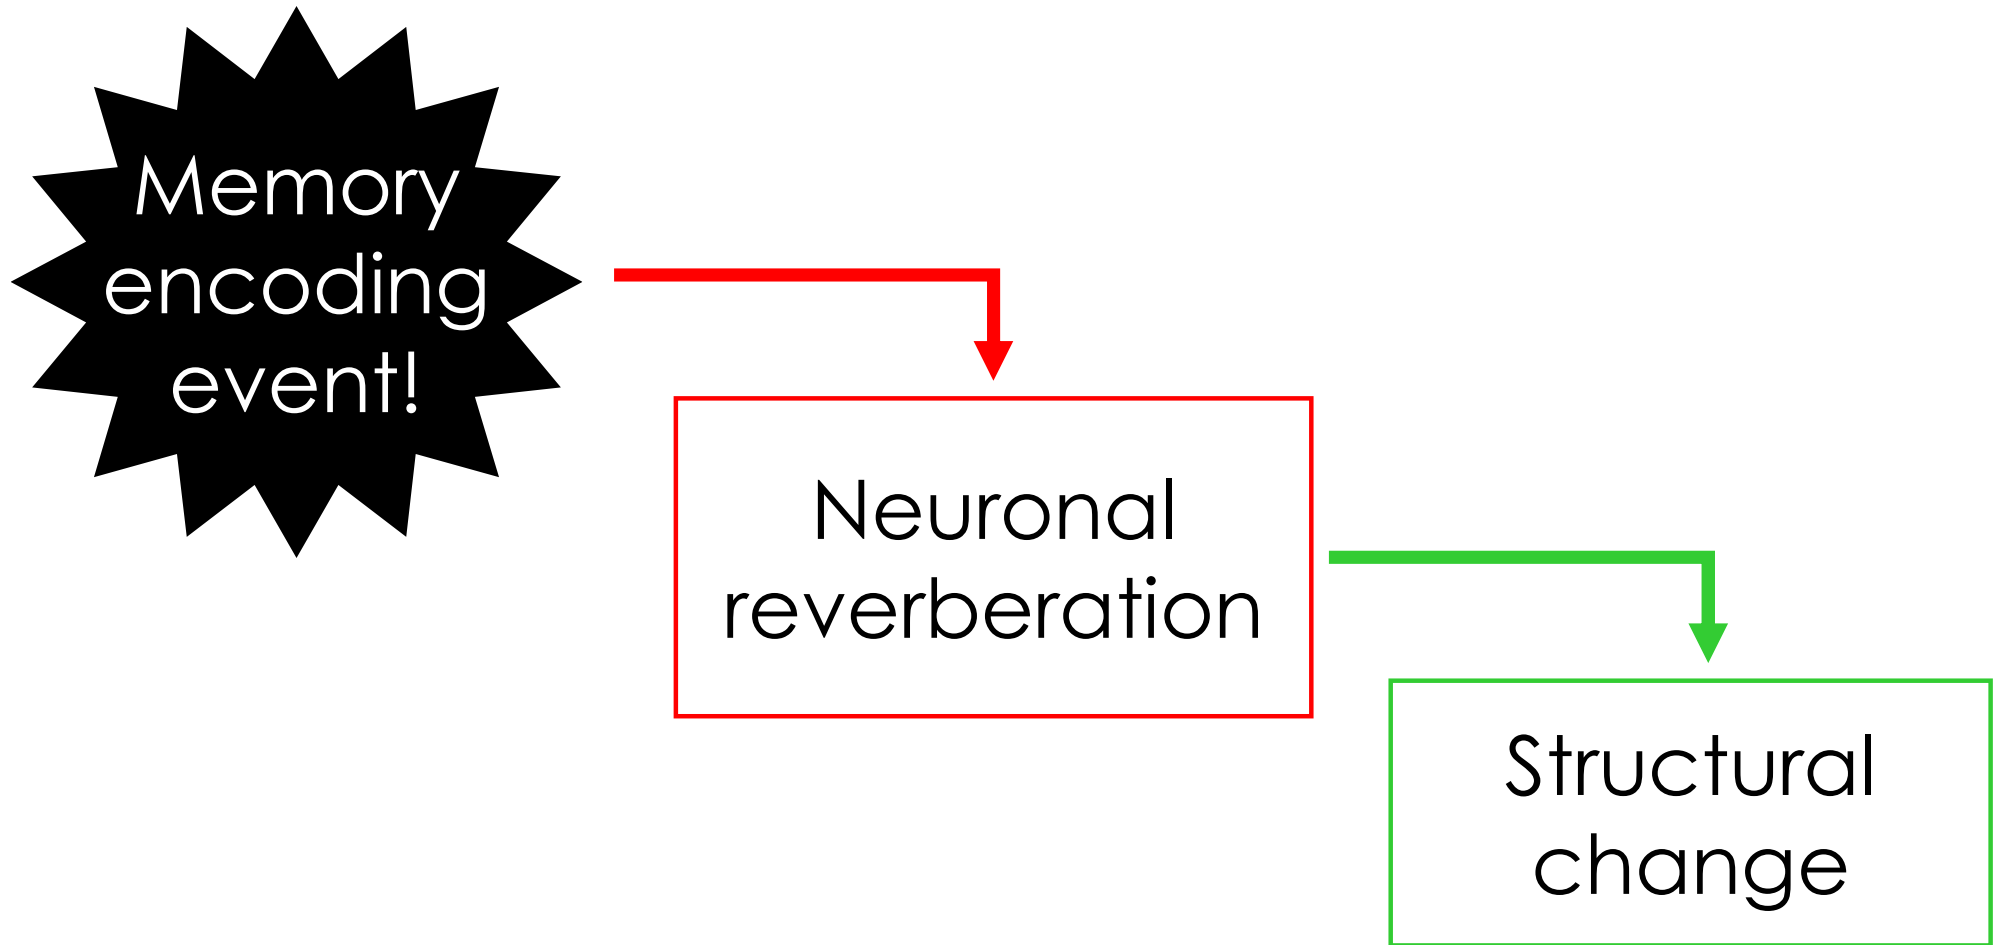 Memory
encoding
event!
Neuronal
reverberation
Structural
change